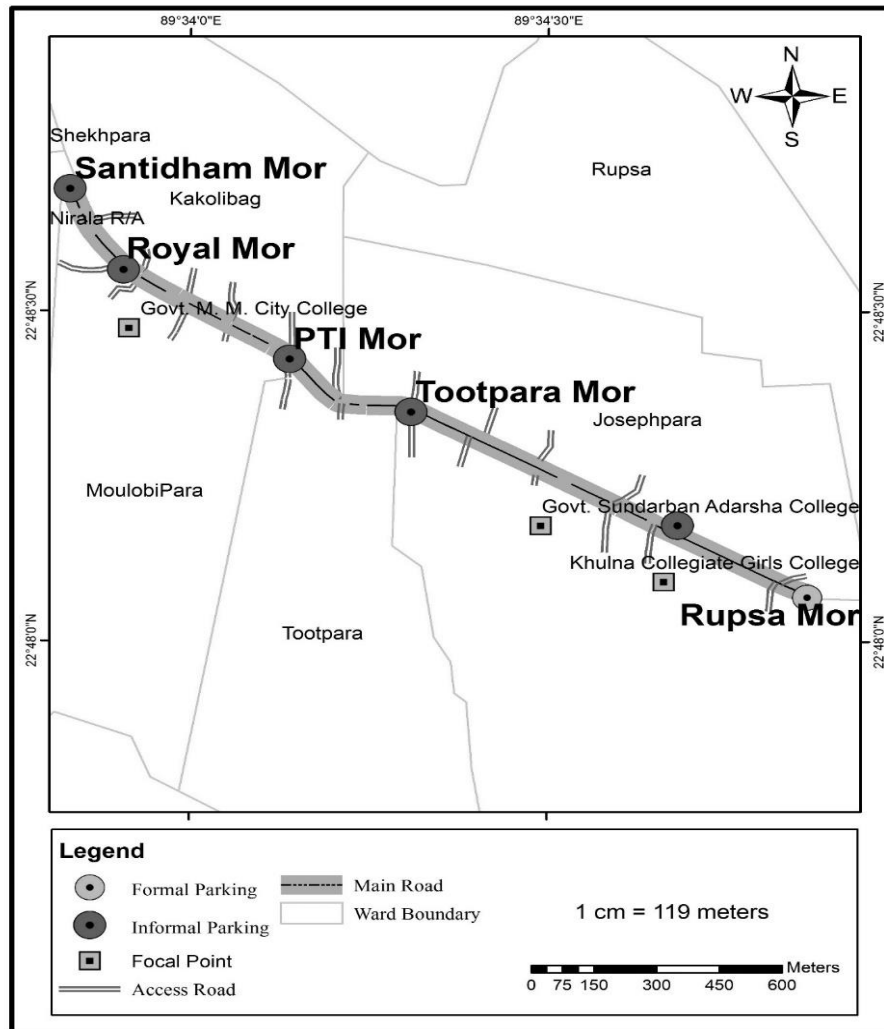 89°34'0"E
89°34'30"E
N
W E
S
Shekhpara
Santidham Mor
Rupsa
Kakolibag
Nirala R/A
Royal Mor
22°48'30"N
22°48'30"N
Govt. M. M. City College
PTI Mor
Tootpara Mor
Josephpara
MoulobiPara
Govt. Sundarban Adarsha College
Khulna Collegiate Girls College
Rupsa Mor
Tootpara
22°48'0"N
22°48'0"N
Legend
Formal Parking
Informal Parking
Focal Point
Access Road
Main Road
Ward Boundary
1 cm = 119 meters
Meters
0 75 150 300 450 600